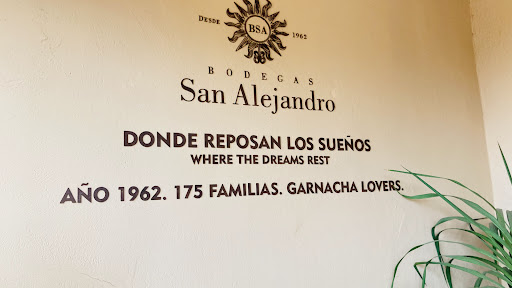 DESDE BSA 1962
BODEGAS
San Alejandro
DONDE REPOSAN LOS SUEÑOS
WHERE THE DREAMS REST
AÑO 1962. 175 FAMILIAS. GARNACHA LOVERS.